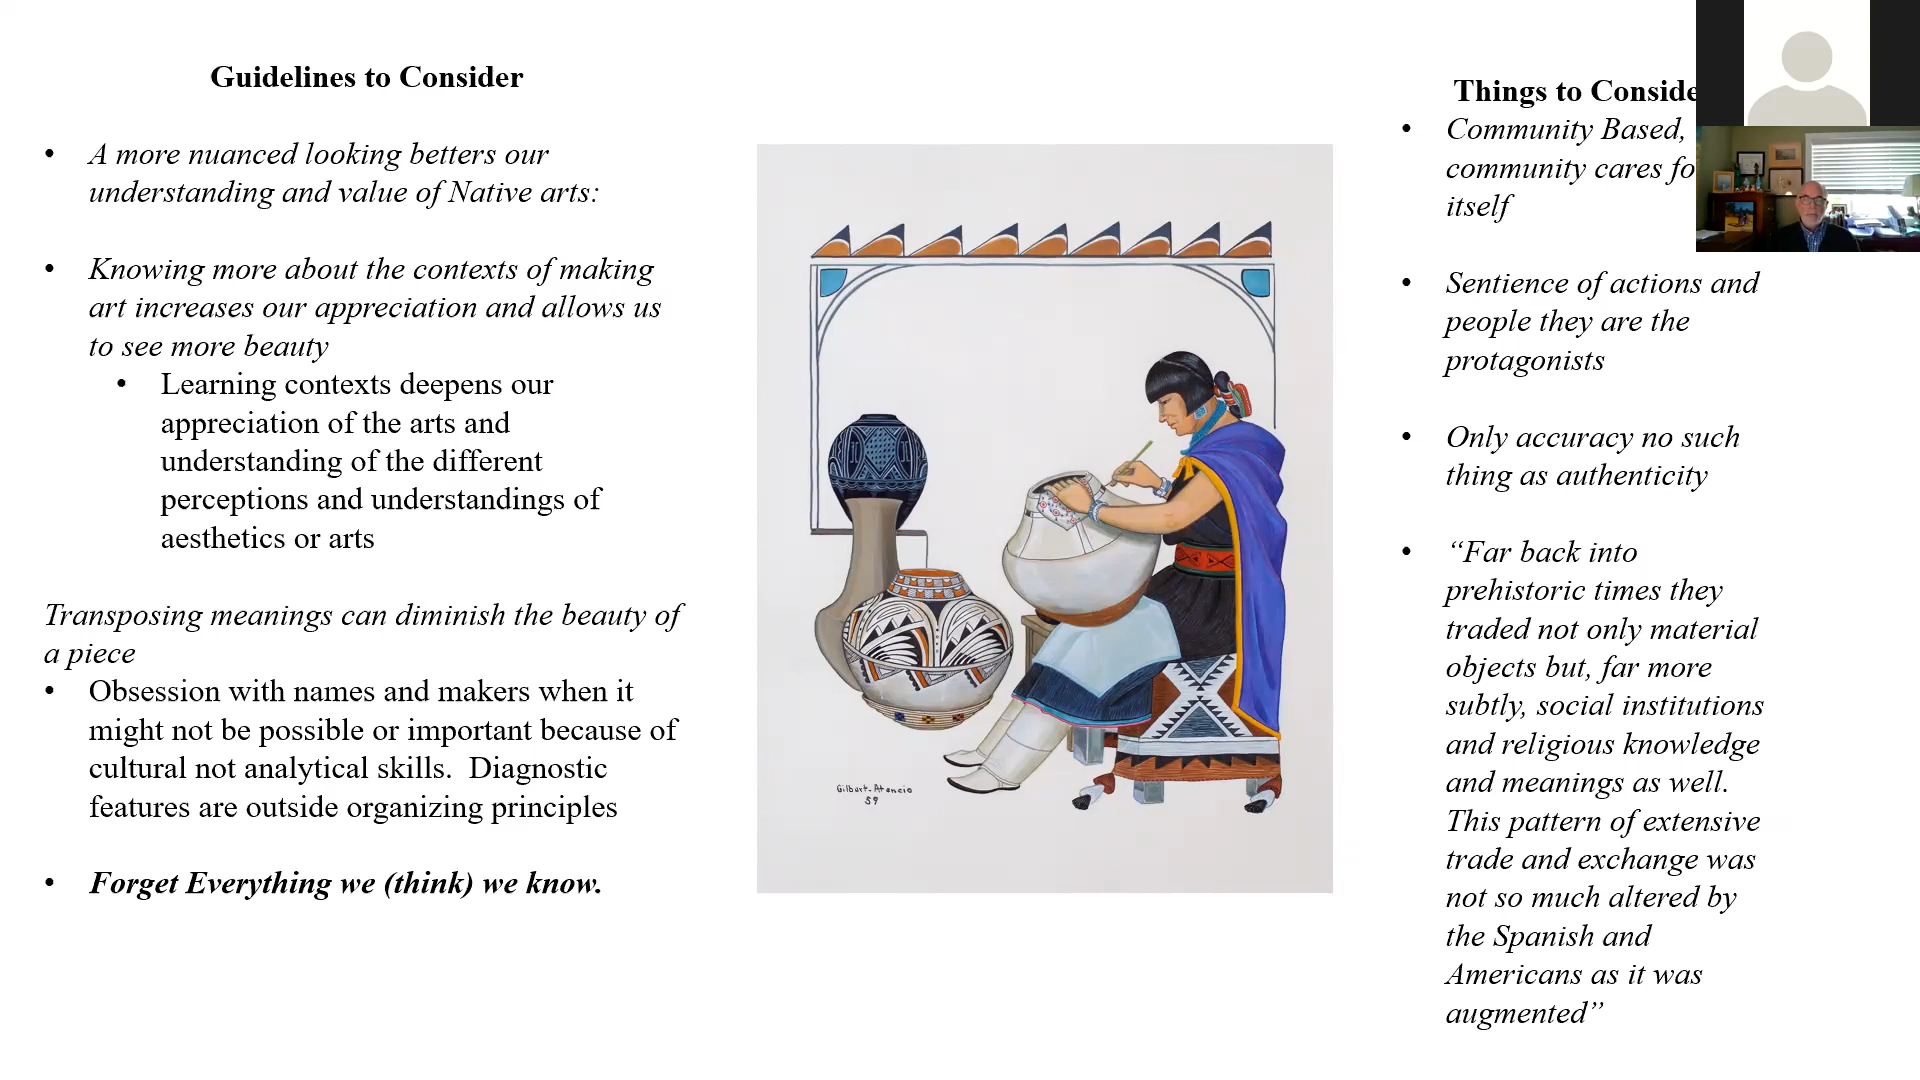 Guidelines to Consider
• A more nuanced looking betters our
understanding and value of Native arts:
• Knowing more about the contexts of making
art increases our appreciation and allows us
to see more beauty
• Learning contexts deepens our
appreciation of the arts and
understanding of the different
perceptions and understandings of
aesthetics or arts
Transposing meanings can diminish the beauty of
a piece
• Obsession with names and makers when it
might not be possible or important because of
cultural not analytical skills.  Diagnostic
features are outside organizing principles
• Forget Everything we (think) we know.
Gilbert-Atencio
59
Things to Conside
• Community Based,
community cares fo
itself
• Sentience of actions and
people they are the
protagonists
• Only accuracy no such
thing as authenticity
• “Far back into
prehistoric times they
traded not only material
objects but, far more
subtly, social institutions
and religious knowledge
and meanings as well.
This pattern of extensive
trade and exchange was
not so much altered by
the Spanish and
Americans as it was
augmented”